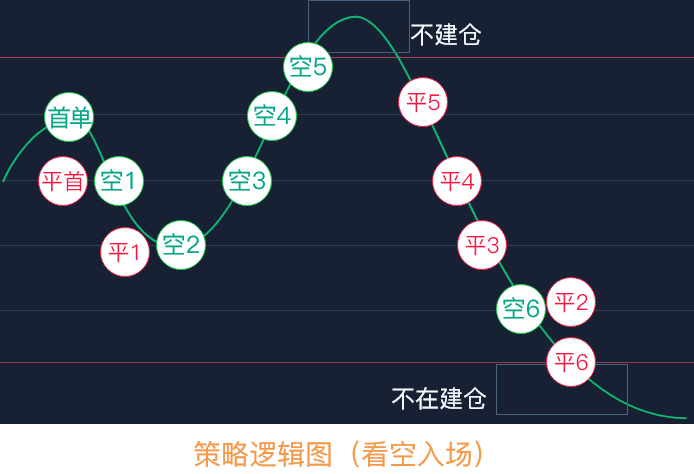 不建仓
空5
平5
空4
首单
平首
空1
空3
平4
平1
空2
平3
空6
平2
平6
不在建仓
策略逻辑图（看空入场）